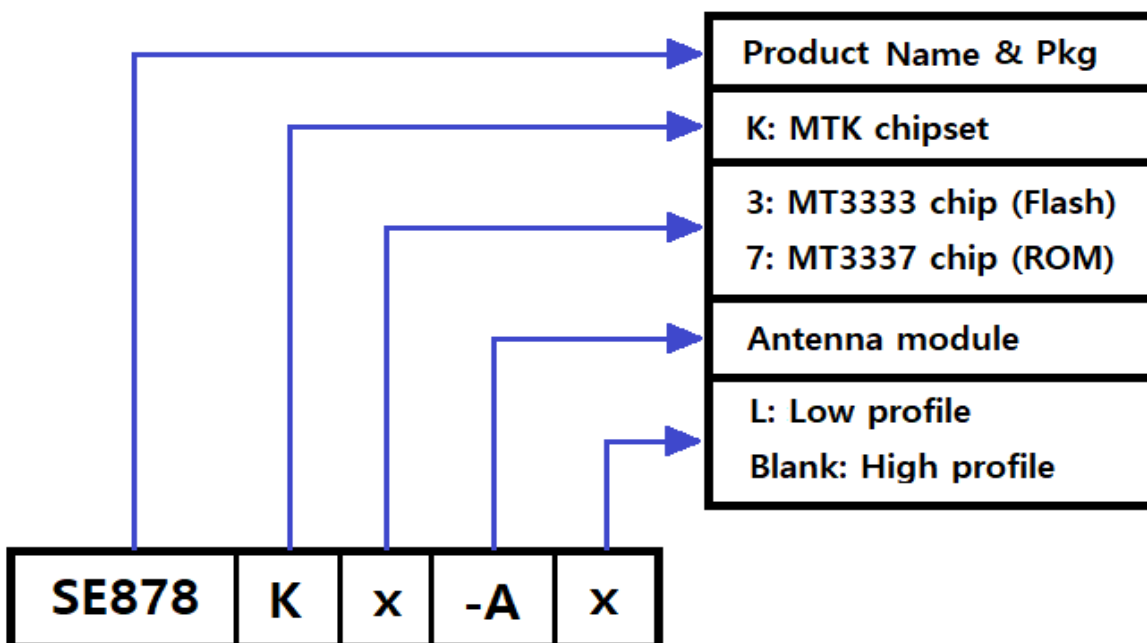 Product Name & Pkg
K: MTK chipset
3: MT3333 chip (Flash)
7: MT3337 chip (ROM)
Antenna module
L: Low profile
Blank: High profile
SE878 K x -A x